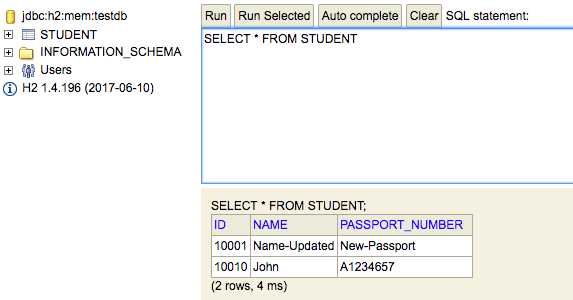 jdbc:h2:mem:testdb
STUDENT
INFORMATION_SCHEMA
Users
H2 1.4.196 (2017-06-10)
Run Run Selected Auto complete Clear SQL statement:
SELECT * FROM STUDENT
SELECT * FROM STUDENT;
ID NAME PASSPORT_NUMBER
10001 Name-Updated New-Passport
10010 John A1234657
(2 rows, 4 ms)